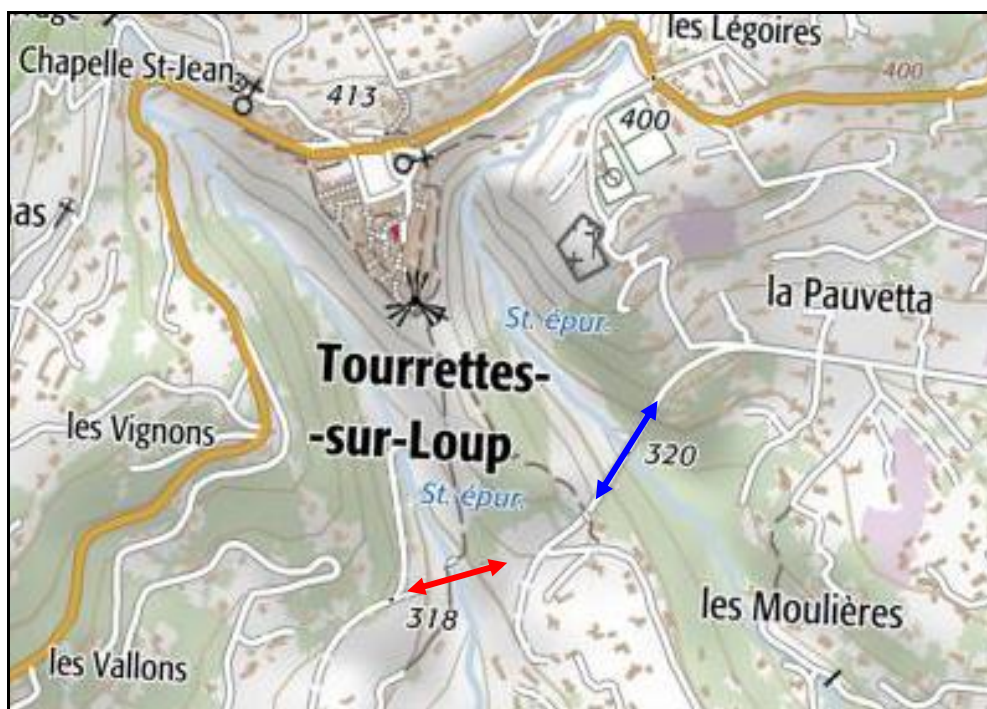 les Légoires
Chapelle St-Jean
400
413
400
as
la Pauvetta
St. épur.
Tourrettes-
-sur-Loup
les Vignons
320
St. épur.
les Moulières
318
les Vallons